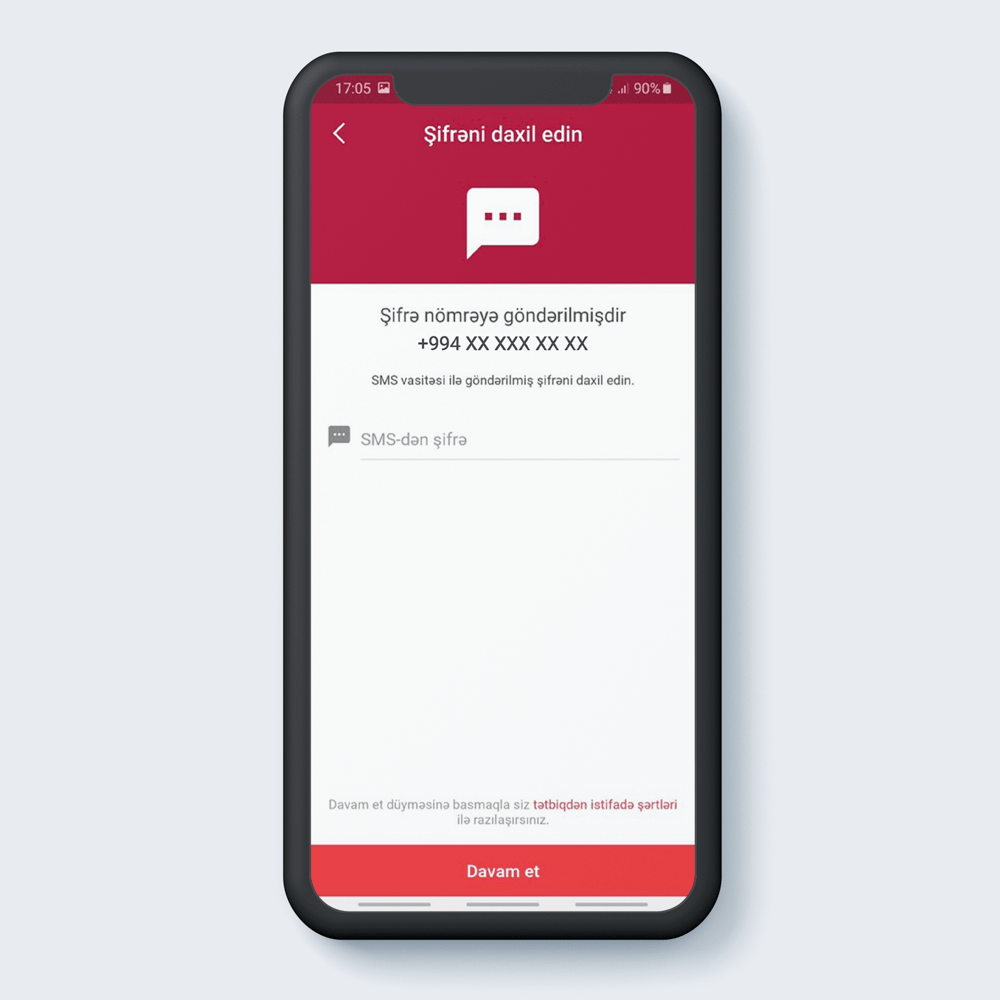 17:05 90%
Şifrəni daxil edin
Şifrə nömrəyə göndərilmişdir
+994 XX XXX XX XX
SMS vasitəsi ilə göndərilmiş şifrəni daxil edin.
SMS-dən şifrə
Davam et düyməsinə basmaqla siz tətbiqdən istifadə şərtləri
ilə razılaşırsınız.
Davam et